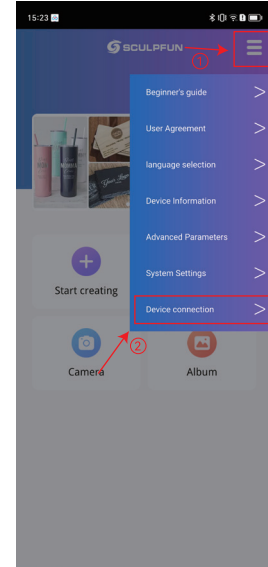 15:23
SCULPFUN
①
Beginner's guide >
User Agreement >
language selection >
Device Information >
Advanced Parameters >
System Settings >
Device connection >
Start creating
②
Camera
Album